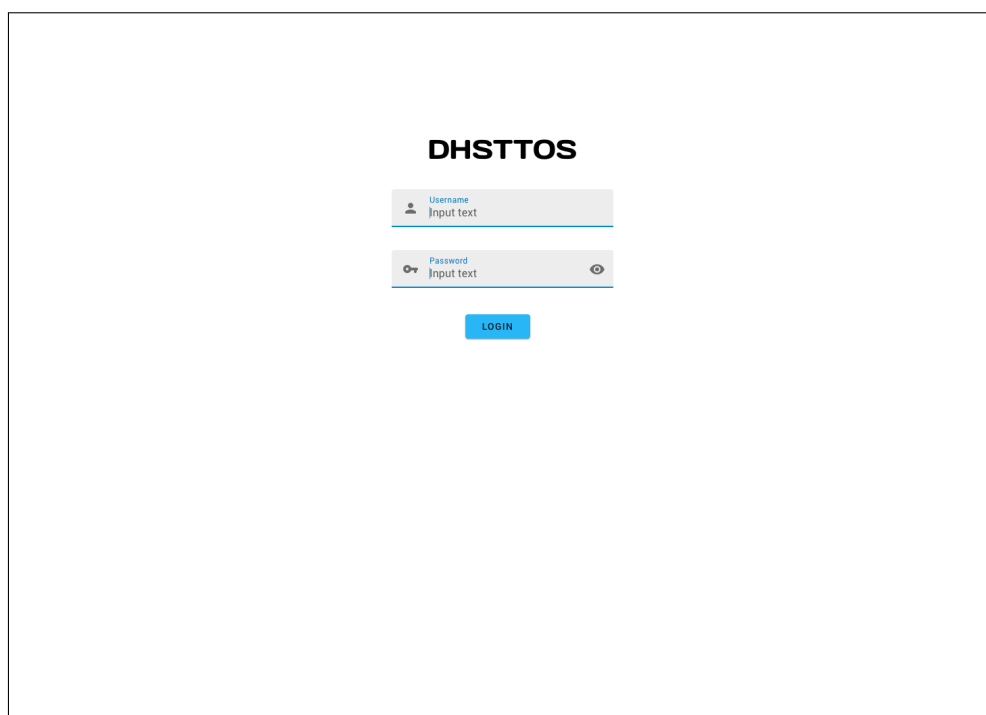 DHSTTOS
Username
Input text
Password
Input text
LOGIN